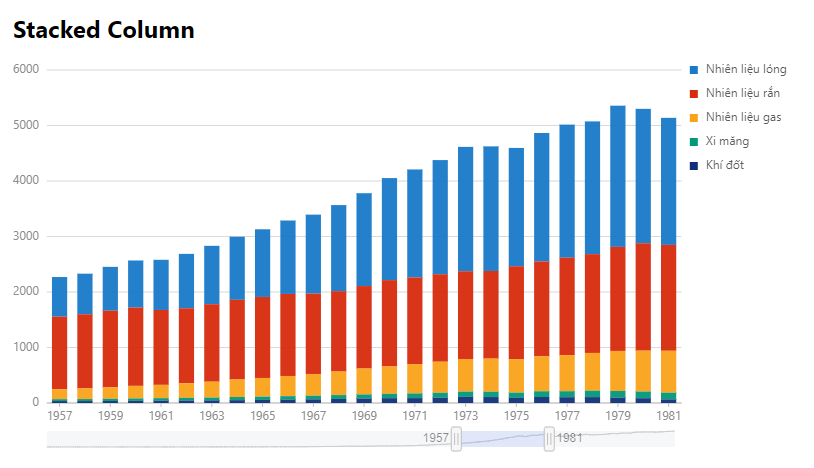 Stacked Column
6000
5000
4000
3000
2000
1000
0
1957 1959 1961 1963 1965 1967 1969 1971 1973 1975 1977 1979 1981
Nhiên liệu lỏng
Nhiên liệu rắn
Nhiên liệu gas
Xi măng
Khí đốt
1957 1981